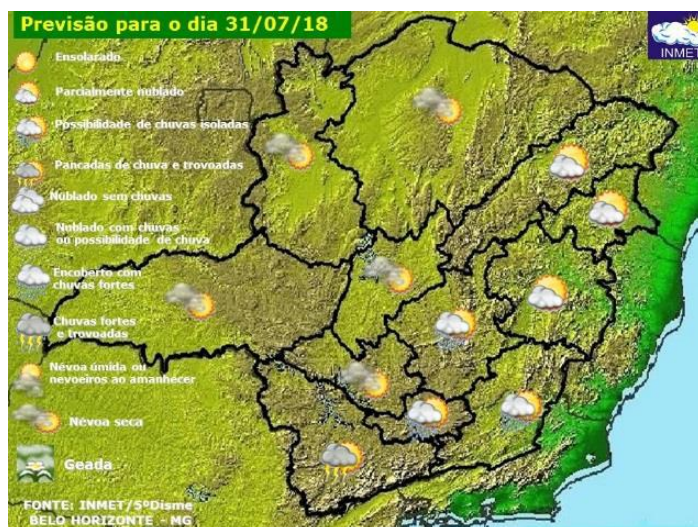 Previsão para o dia 31/07/18
INMET
Ensolarado
Parcialmente nublado
Possibilidade de chuvas isoladas
Pancadas de chuva e trovoadas
Nublado sem chuvas
Nublado com chuvas
ou possibilidade de chuva
Encoberto com
chuvas fortes
Chuvas fortes
e trovoadas
Névoa úmida ou
nevoeiros ao amanhecer
Névoa seca
Geada
FONTE: INMET/5ºDisme
BELO HORIZONTE - MG